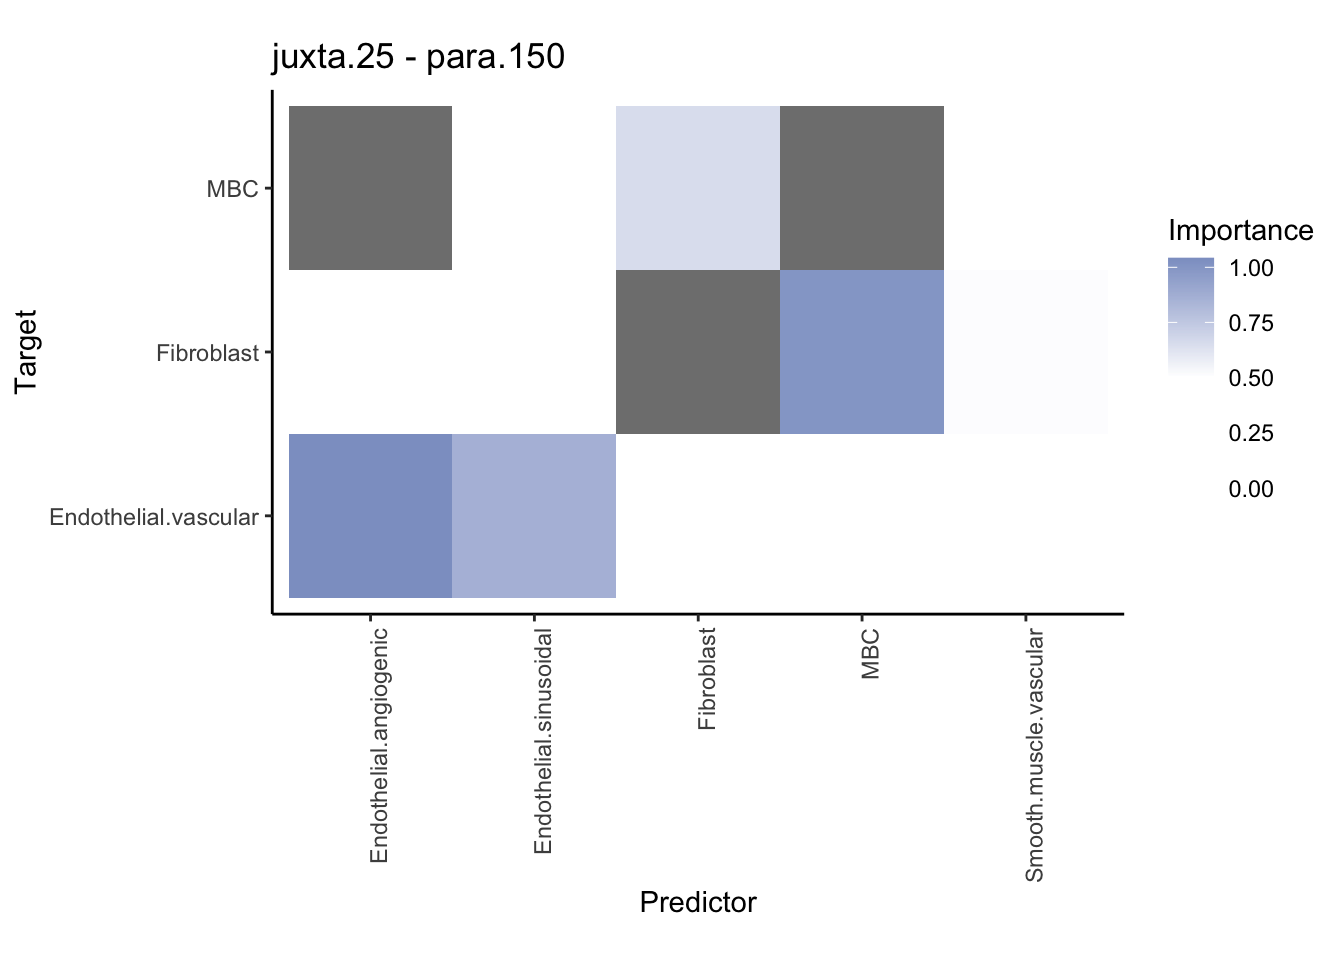 juxta.25 - para.150
Target
MBC
Fibroblast
Endothelial.vascular
Endothelial.angiogenic
Endothelial.sinusoidal
Fibroblast
MBC
Smooth.muscle.vascular
Predictor
Importance
1.00
0.75
0.50
0.25
0.00